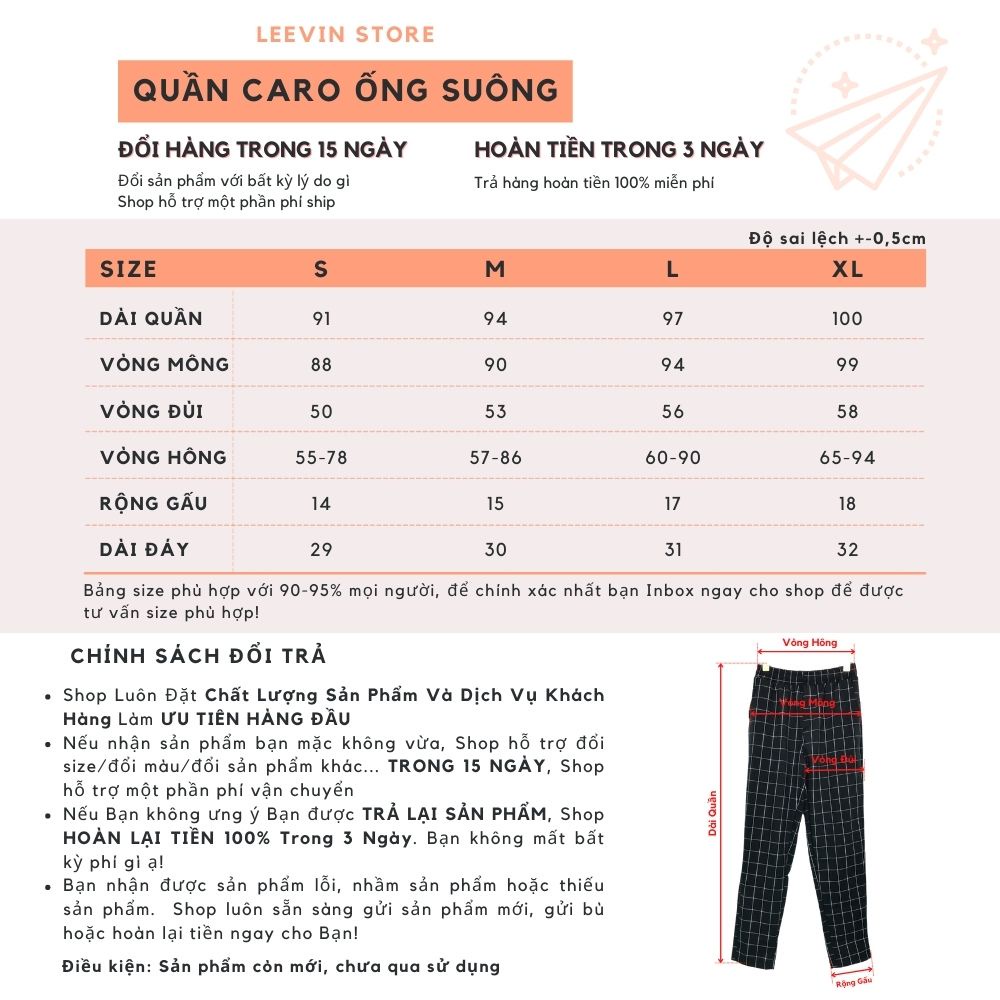 LEEVIN STORE
QUẦN CARO ỐNG SUÔNG
ĐỔI HÀNG TRONG 15 NGÀY
Đổi sản phẩm với bất kỳ lý do gì
Shop hỗ trợ một phần phí ship
HOÀN TIỀN TRONG 3 NGÀY
Trả hàng hoàn tiền 100% miễn phí
Độ sai lệch +-0,5cm
SIZE S M L XL
DÀI QUẦN 91 94 97 100
VÒNG MÔNG 88 90 94 99
VÒNG ĐÙI 50 53 56 58
VÒNG HÔNG 55-78 57-86 60-90 65-94
RỘNG GẤU 14 15 17 18
DÀI ĐÁY 29 30 31 32
Bảng size phù hợp với 90-95% mọi người, để chính xác nhất bạn Inbox ngay cho shop để được
tư vấn size phù hợp!
CHÍNH SÁCH ĐỔI TRẢ
• Shop Luôn Đặt Chất Lượng Sản Phẩm Và Dịch Vụ Khách
Hàng Làm ƯU TIÊN HÀNG ĐẦU
• Nếu nhận sản phẩm bạn mặc không vừa, Shop hỗ trợ đổi
size/đổi màu/đổi sản phẩm khác... TRONG 15 NGÀY, Shop
hỗ trợ một phần phí vận chuyển
• Nếu Bạn không ưng ý Bạn được TRẢ LẠI SẢN PHẨM, Shop
HOÀN LẠI TIỀN 100% Trong 3 Ngày. Bạn không mất bất
kỳ phí gì ạ!
• Bạn nhận được sản phẩm lỗi, nhầm sản phẩm hoặc thiếu
sản phẩm. Shop luôn sẵn sàng gửi sản phẩm mới, gửi bù
hoặc hoàn lại tiền ngay cho Bạn!
Điều kiện: Sản phẩm còn mới, chưa qua sử dụng
Vòng Hông
Vòng Mông
Vòng Đùi
Dài Quần
Rộng Gấu